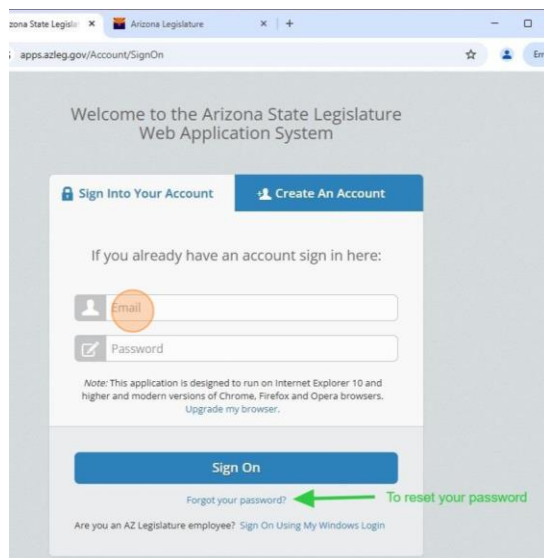 zona State Legisla
Arizona Legislature
apps.azleg.gov/Account/SignOn
Welcome to the Arizona State Legislature
Web Application System
Sign Into Your Account
Create An Account
If you already have an account sign in here:
Email
Password
Note: This application is designed to run on Internet Explorer 10 and
higher and modern versions of Chrome, Firefox and Opera browsers.
Upgrade my browser.
Sign On
Forgot your password?
To reset your password
Are you an AZ Legislature employee? Sign On Using My Windows Login